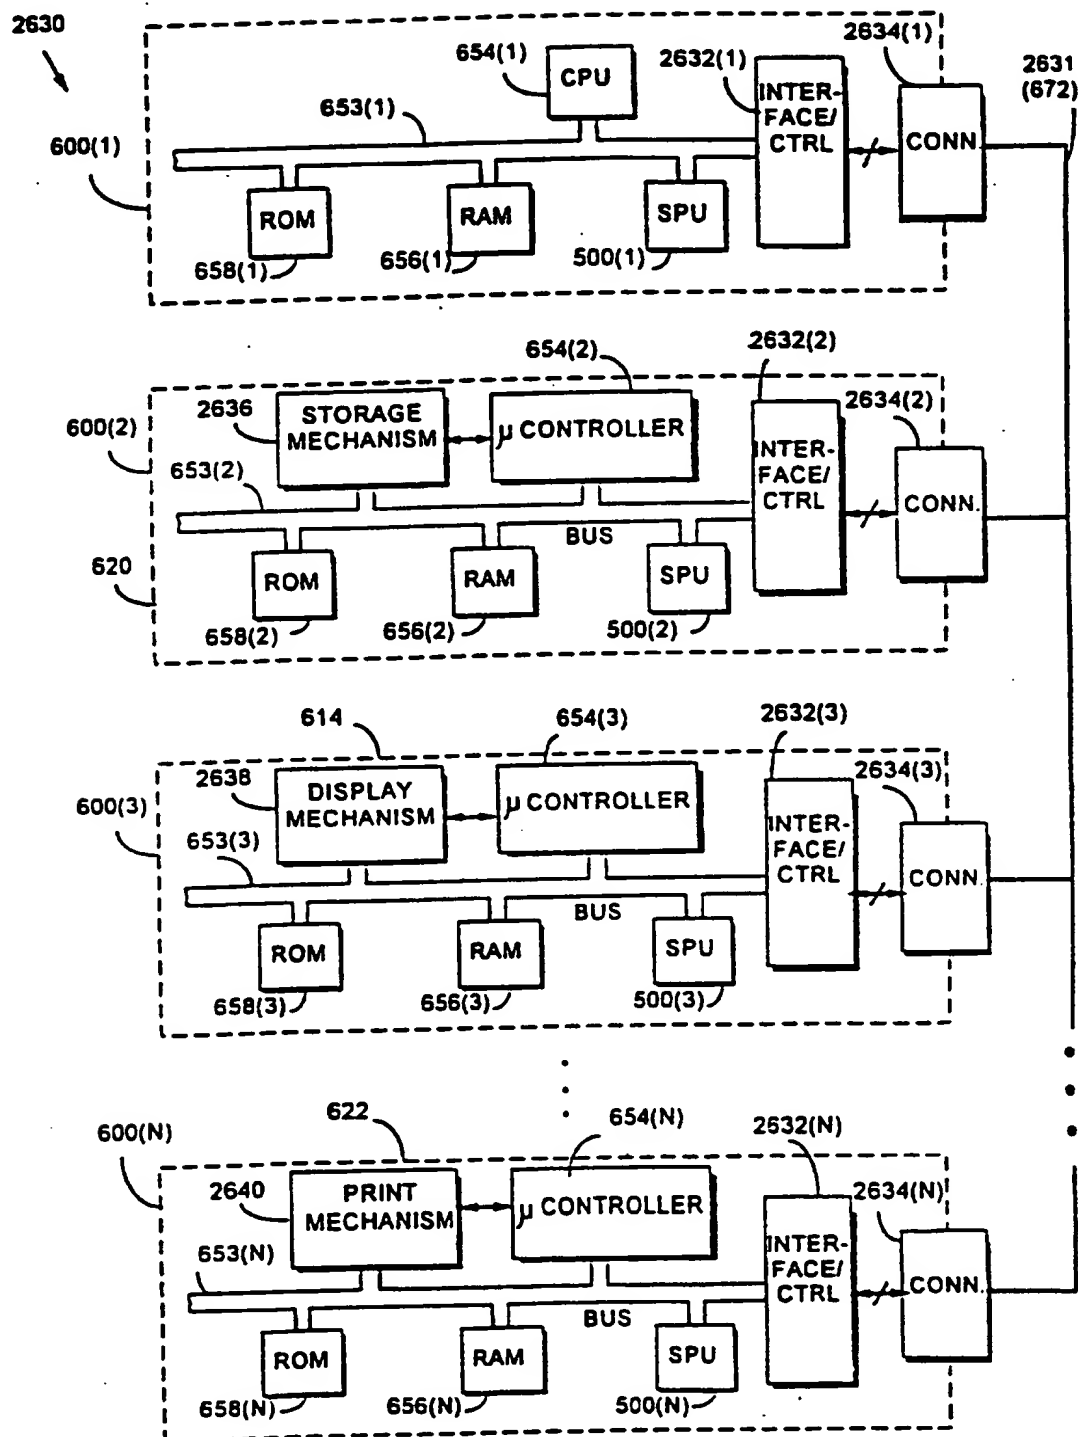 2630
600(1)
653(1)
654(1)
CPU
2632(1)
INTER-
FACE/
CTRL
2634(1)
CONN.
2631
(672)
ROM
658(1)
RAM
656(1)
SPU
500(1)
600(2)
620
2636
STORAGE
MECHANISM
654(2)
µ CONTROLLER
2632(2)
INTER-
FACE/
CTRL
2634(2)
CONN.
653(2)
BUS
ROM
658(2)
RAM
656(2)
SPU
500(2)
614
600(3)
2638
DISPLAY
MECHANISM
654(3)
µ CONTROLLER
2632(3)
INTER-
FACE/
CTRL
2634(3)
CONN.
653(3)
BUS
ROM
658(3)
RAM
656(3)
SPU
500(3)
622
600(N)
2640
PRINT
MECHANISM
654(N)
µ CONTROLLER
2632(N)
INTER-
FACE/
CTRL
2634(N)
CONN.
653(N)
BUS
ROM
658(N)
RAM
656(N)
SPU
500(N)